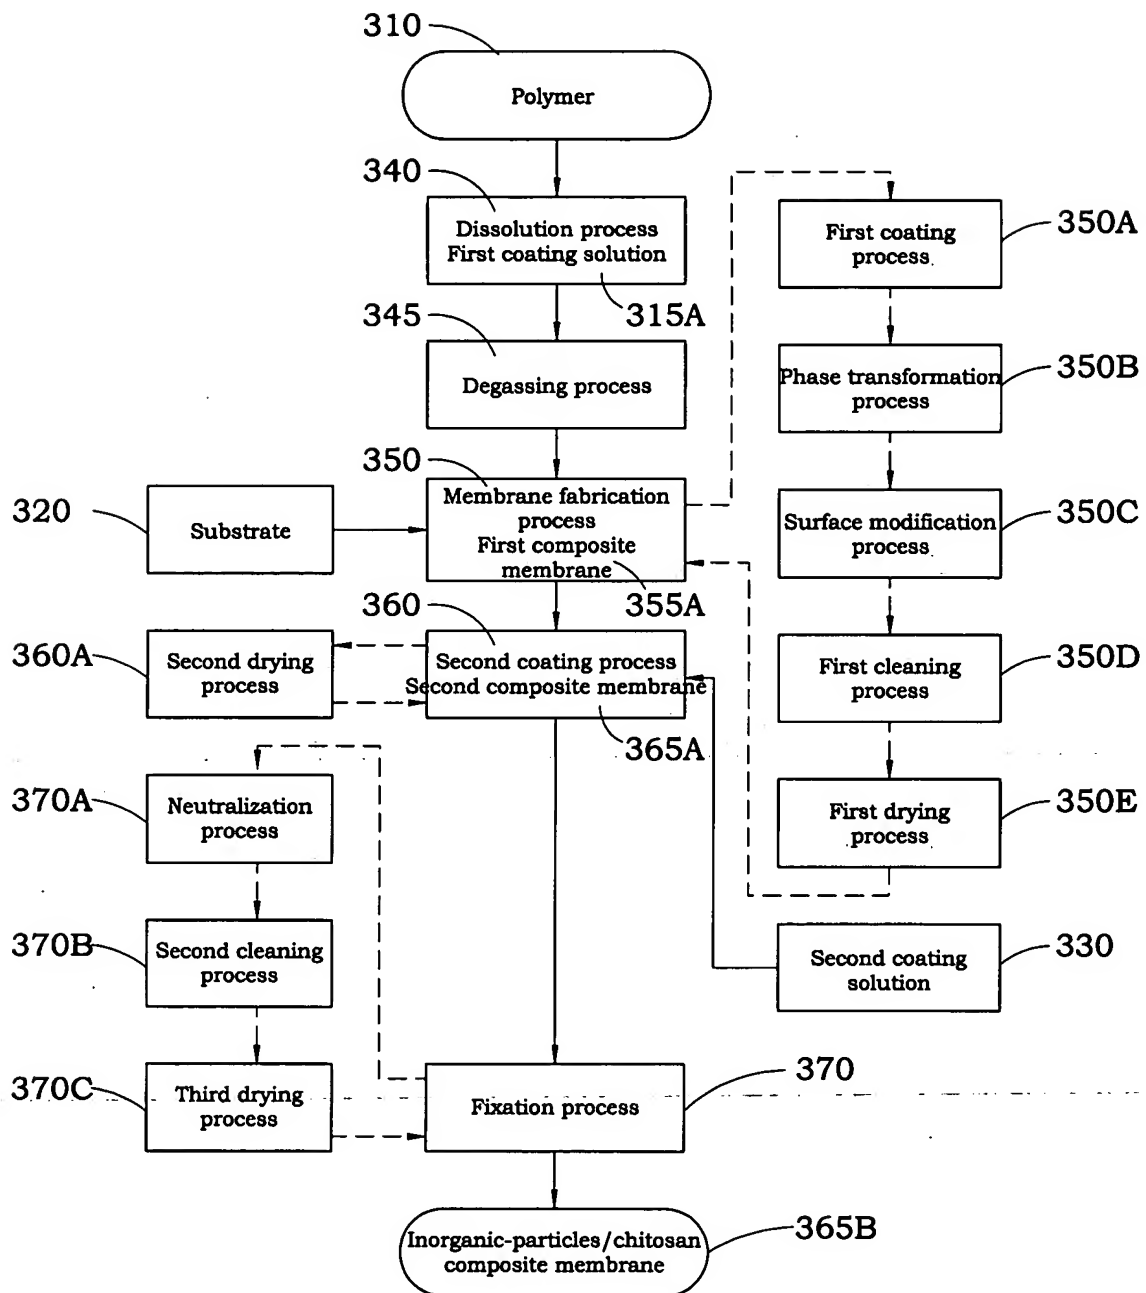 310
Polymer
340
Dissolution process
First coating solution
315A
345
Degassing process
350
Membrane fabrication
process
First composite
membrane
355A
320
Substrate
360
Second coating process
Second composite membrane
365A
360A
Second drying
process
350A
First coating
process
350B
Phase transformation
process
350C
Surface modification
process
350D
First cleaning
process
350E
First drying
process
330
Second coating
solution
370A
Neutralization
process
370B
Second cleaning
process
370C
Third drying
process
370
Fixation process
365B
Inorganic-particles/chitosan
composite membrane